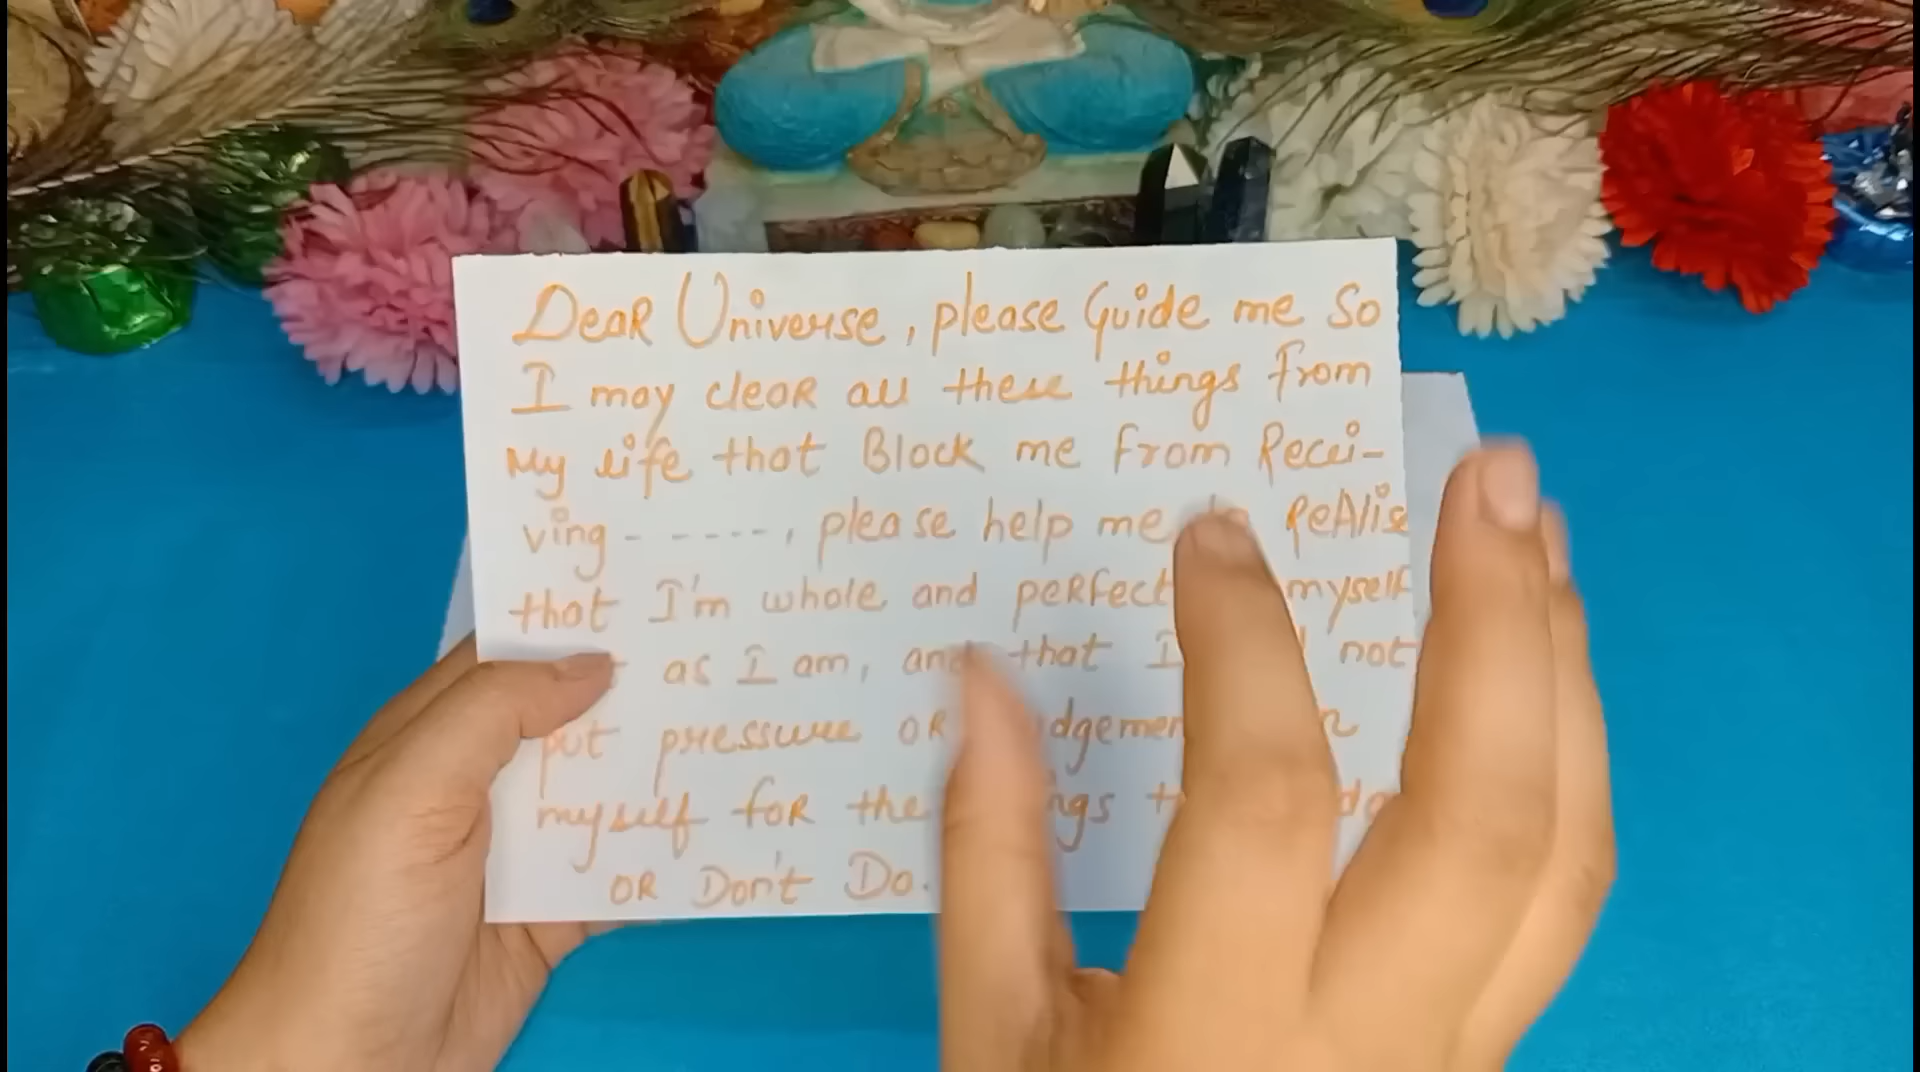 Dear Universe, please Guide me So
I may clear all these things from
My life that Block me from Recei-
ving - - - - - -, please help me ReAlise
that I'm whole and perfect myself
as I am, and that I not
put pressure OR
myself for the
OR Don't Do.